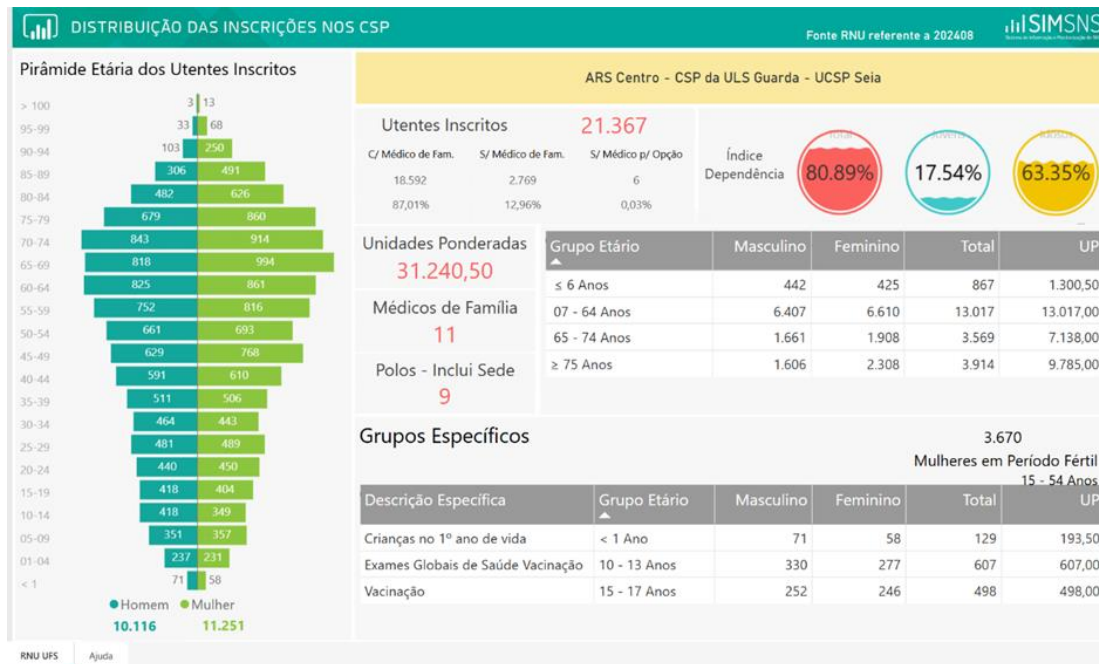 DISTRIBUIÇÃO DAS INSCRIÇÕES NOS CSP
Fonte RNU referente a 202408
SIMSNS
Pirâmide Etária dos Utentes Inscritos
> 100 3 13
95-99 33 68
90-94 103 250
85-89 306 491
80-84 482 626
75-79 679 860
70-74 843 914
65-69 818 994
60-64 825 861
55-59 752 816
50-54 661 693
45-49 629 768
40-44 591 610
35-39 511 506
30-34 464 443
25-29 481 489
20-24 440 450
15-19 418 404
10-14 418 349
05-09 351 357
01-04 237 231
< 1 71 58
Homem Mulher
10.116 11.251
ARS Centro - CSP da ULS Guarda - UCSP Seia
Utentes Inscritos 21.367
C/ Médico de Fam. S/ Médico de Fam. S/ Médico p/ Opção
18.592 2.769 6
87,01% 12,96% 0,03%
Índice
Dependência
Total
80.89%
17.54%
63.35%
Unidades Ponderadas
31.240,50
Médicos de Família
11
Polos - Inclui Sede
9
Grupo Etário Masculino Feminino Total UP
≤ 6 Anos 442 425 867 1.300,50
07 - 64 Anos 6.407 6.610 13.017 13.017,00
65 - 74 Anos 1.661 1.908 3.569 7.138,00
≥ 75 Anos 1.606 2.308 3.914 9.785,00
Grupos Específicos
3.670
Mulheres em Período Fértil
15 - 54 Anos
Descrição Específica Grupo Etário Masculino Feminino Total UP
Crianças no 1º ano de vida < 1 Ano 71 58 129 193,50
Exames Globais de Saúde Vacinação 10 - 13 Anos 330 277 607 607,00
Vacinação 15 - 17 Anos 252 246 498 498,00
RNU UFS Ajuda